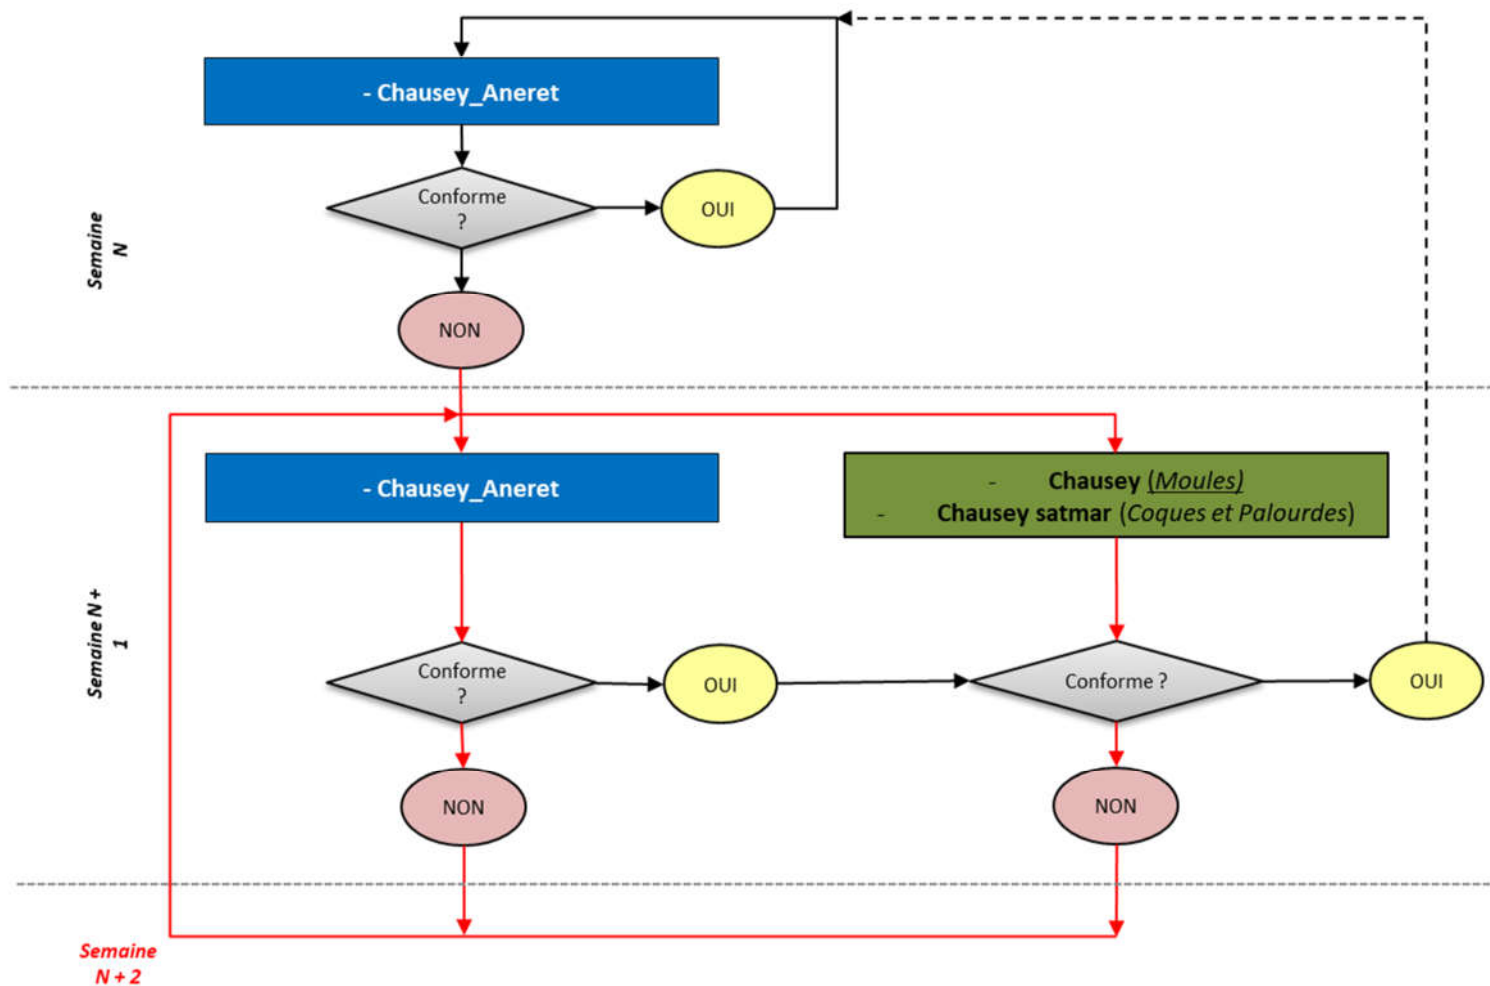 - Chausey_Aneret
Conforme
?
OUI
Semaine
N
NON
- Chausey_Aneret
- Chausey (Moules)
- Chausey satmar (Coques et Palourdes)
Semaine N +
1
Conforme
?
OUI
Conforme ?
OUI
NON
NON
Semaine
N + 2